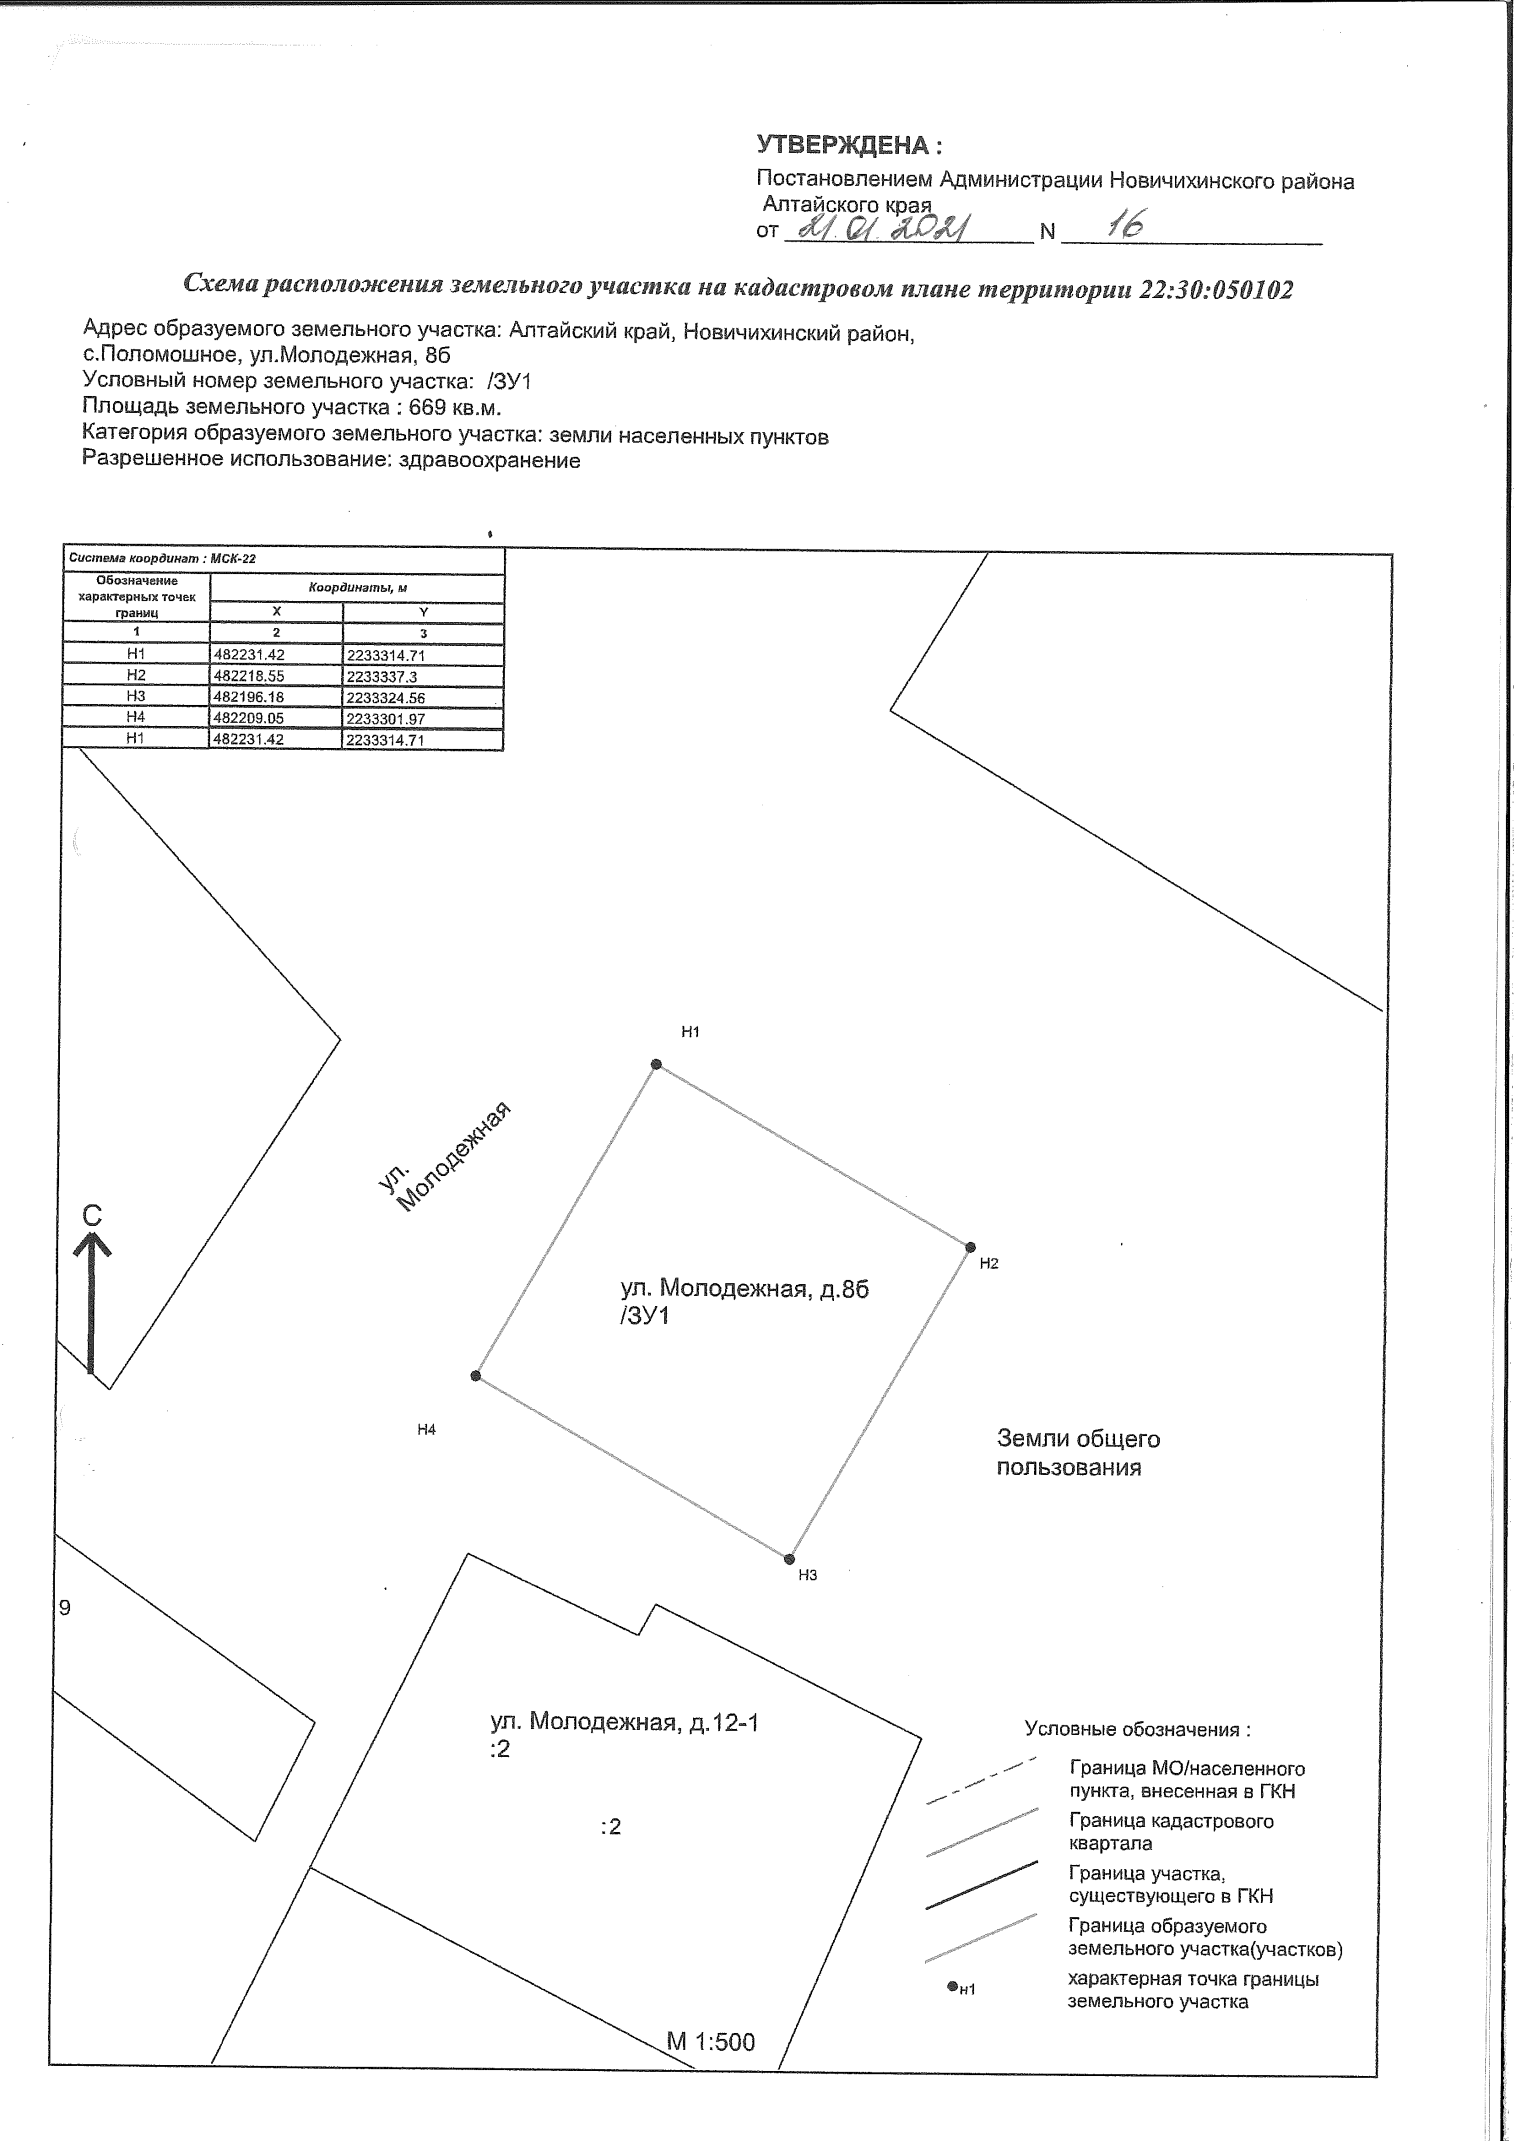 УТВЕРЖДЕНА :
Постановлением Администрации Новичихинского района
Алтайского края
от 21.01.2021 N 16
Схема расположения земельного участка на кадастровом плане территории 22:30:050102
Адрес образуемого земельного участка: Алтайский край, Новичихинский район,
с.Поломошное, ул.Молодежная, 8б
Условный номер земельного участка: /ЗУ1
Площадь земельного участка : 669 кв.м.
Категория образуемого земельного участка: земли населенных пунктов
Разрешенное использование: здравоохранение
Система координат : МСК-22
Обозначение характерных точек границ Координаты, м
X Y
1 2 3
Н1 482231.42 2233314.71
Н2 482218.55 2233337.3
Н3 482196.18 2233324.56
Н4 482209.05 2233301.97
Н1 482231.42 2233314.71
Н1
ул.
Молодежная
С
Н2
ул. Молодежная, д.8б
/ЗУ1
Н4
Земли общего
пользования
Н3
9
ул. Молодежная, д.12-1
:2
:2
Условные обозначения :
Граница МО/населенного
пункта, внесенная в ГКН
Граница кадастрового
квартала
Граница участка,
существующего в ГКН
Граница образуемого
земельного участка(участков)
н1 характерная точка границы
земельного участка
М 1:500